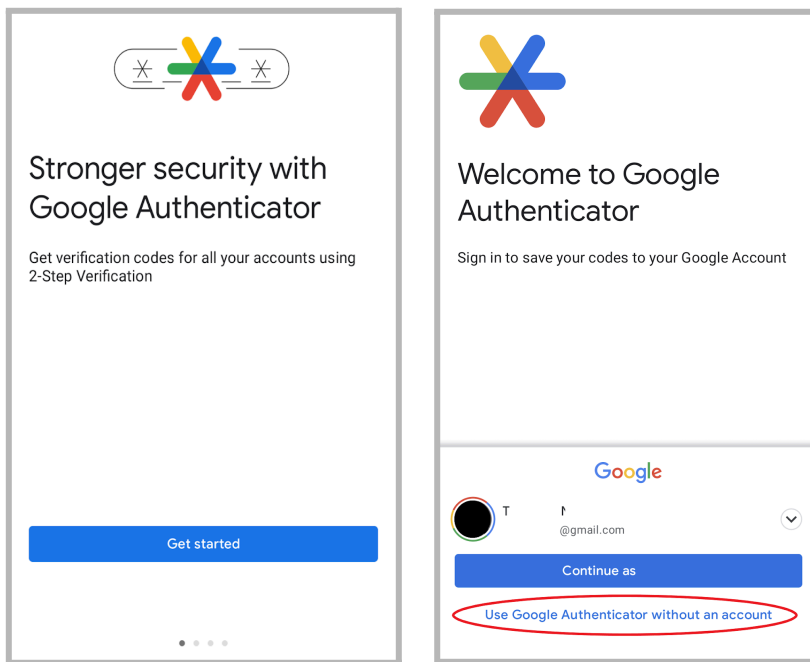 Stronger security with
Google Authenticator
Get verification codes for all your accounts using
2-Step Verification
Get started
Welcome to Google
Authenticator
Sign in to save your codes to your Google Account
Google
T
@gmail.com
Continue as
Use Google Authenticator without an account